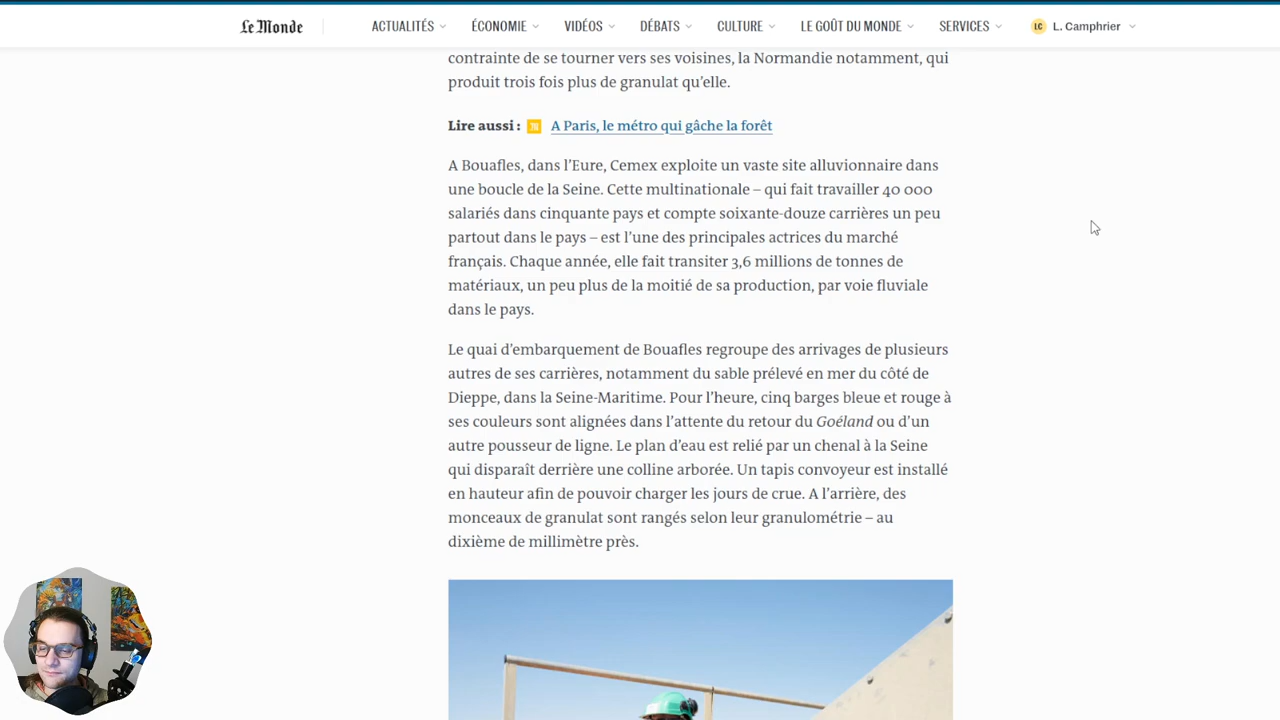 Le Monde
ACTUALITÉS
ÉCONOMIE
VIDÉOS
DÉBATS
CULTURE
LE GOÛT DU MONDE
SERVICES
LC L. Camphrier
contrainte de se tourner vers ses voisines, la Normandie notamment, qui
produit trois fois plus de granulat qu’elle.
Lire aussi : A Paris, le métro qui gâche la forêt
A Bouafles, dans l’Eure, Cemex exploite un vaste site alluvionnaire dans
une boucle de la Seine. Cette multinationale – qui fait travailler 40 000
salariés dans cinquante pays et compte soixante-douze carrières un peu
partout dans le pays – est l’une des principales actrices du marché
français. Chaque année, elle fait transiter 3,6 millions de tonnes de
matériaux, un peu plus de la moitié de sa production, par voie fluviale
dans le pays.
Le quai d’embarquement de Bouafles regroupe des arrivages de plusieurs
autres de ses carrières, notamment du sable prélevé en mer du côté de
Dieppe, dans la Seine-Maritime. Pour l’heure, cinq barges bleue et rouge à
ses couleurs sont alignées dans l’attente du retour du Goéland ou d’un
autre pousseur de ligne. Le plan d’eau est relié par un chenal à la Seine
qui disparaît derrière une colline arborée. Un tapis convoyeur est installé
en hauteur afin de pouvoir charger les jours de crue. A l’arrière, des
monceaux de granulat sont rangés selon leur granulométrie – au
dixième de millimètre près.